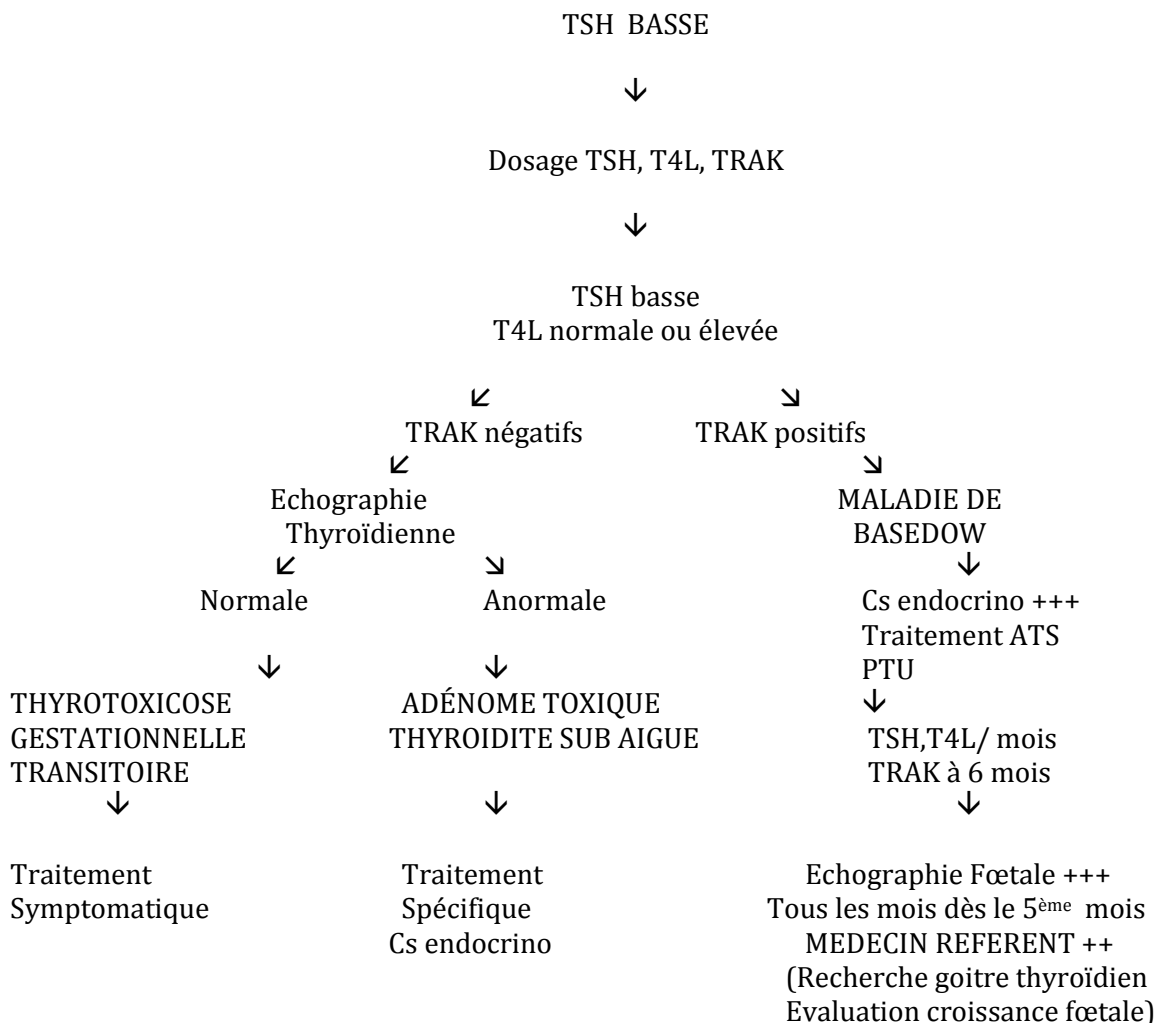 TSH BASSE
↓
Dosage TSH, T4L, TRAK
↓
TSH basse
T4L normale ou élevée
↙ ↘
TRAK négatifs TRAK positifs
↙ ↘
Echographie MALADIE DE
Thyroïdienne BASEDOW
↙ ↘ ↓
Normale Anormale Cs endocrino +++
Traitement ATS
↓ ↓ PTU
THYROTOXICOSE ADÉNOME TOXIQUE ↓
GESTATIONNELLE THYROIDITE SUB AIGUE TSH,T4L/ mois
TRANSITOIRE TRAK à 6 mois
↓ ↓ ↓
Traitement Traitement Echographie Fœtale +++
Symptomatique Spécifique Tous les mois dès le 5ème mois
Cs endocrino MEDECIN REFERENT ++
(Recherche goitre thyroïdien
Evaluation croissance fœtale)